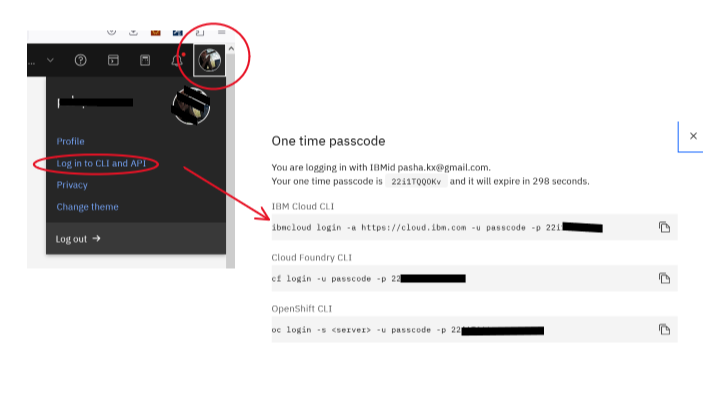 ...
Profile
Log in to CLI and API
Privacy
Change theme
Log out →
One time passcode
×
You are logging in with IBMid pasha.kx@gmail.com.
Your one time passcode is 22i1TQQOKv and it will expire in 298 seconds.
IBM Cloud CLI
ibmcloud login -a https://cloud.ibm.com -u passcode -p 22i
Cloud Foundry CLI
cf login -u passcode -p 22
OpenShift CLI
oc login -s <server> -u passcode -p 22